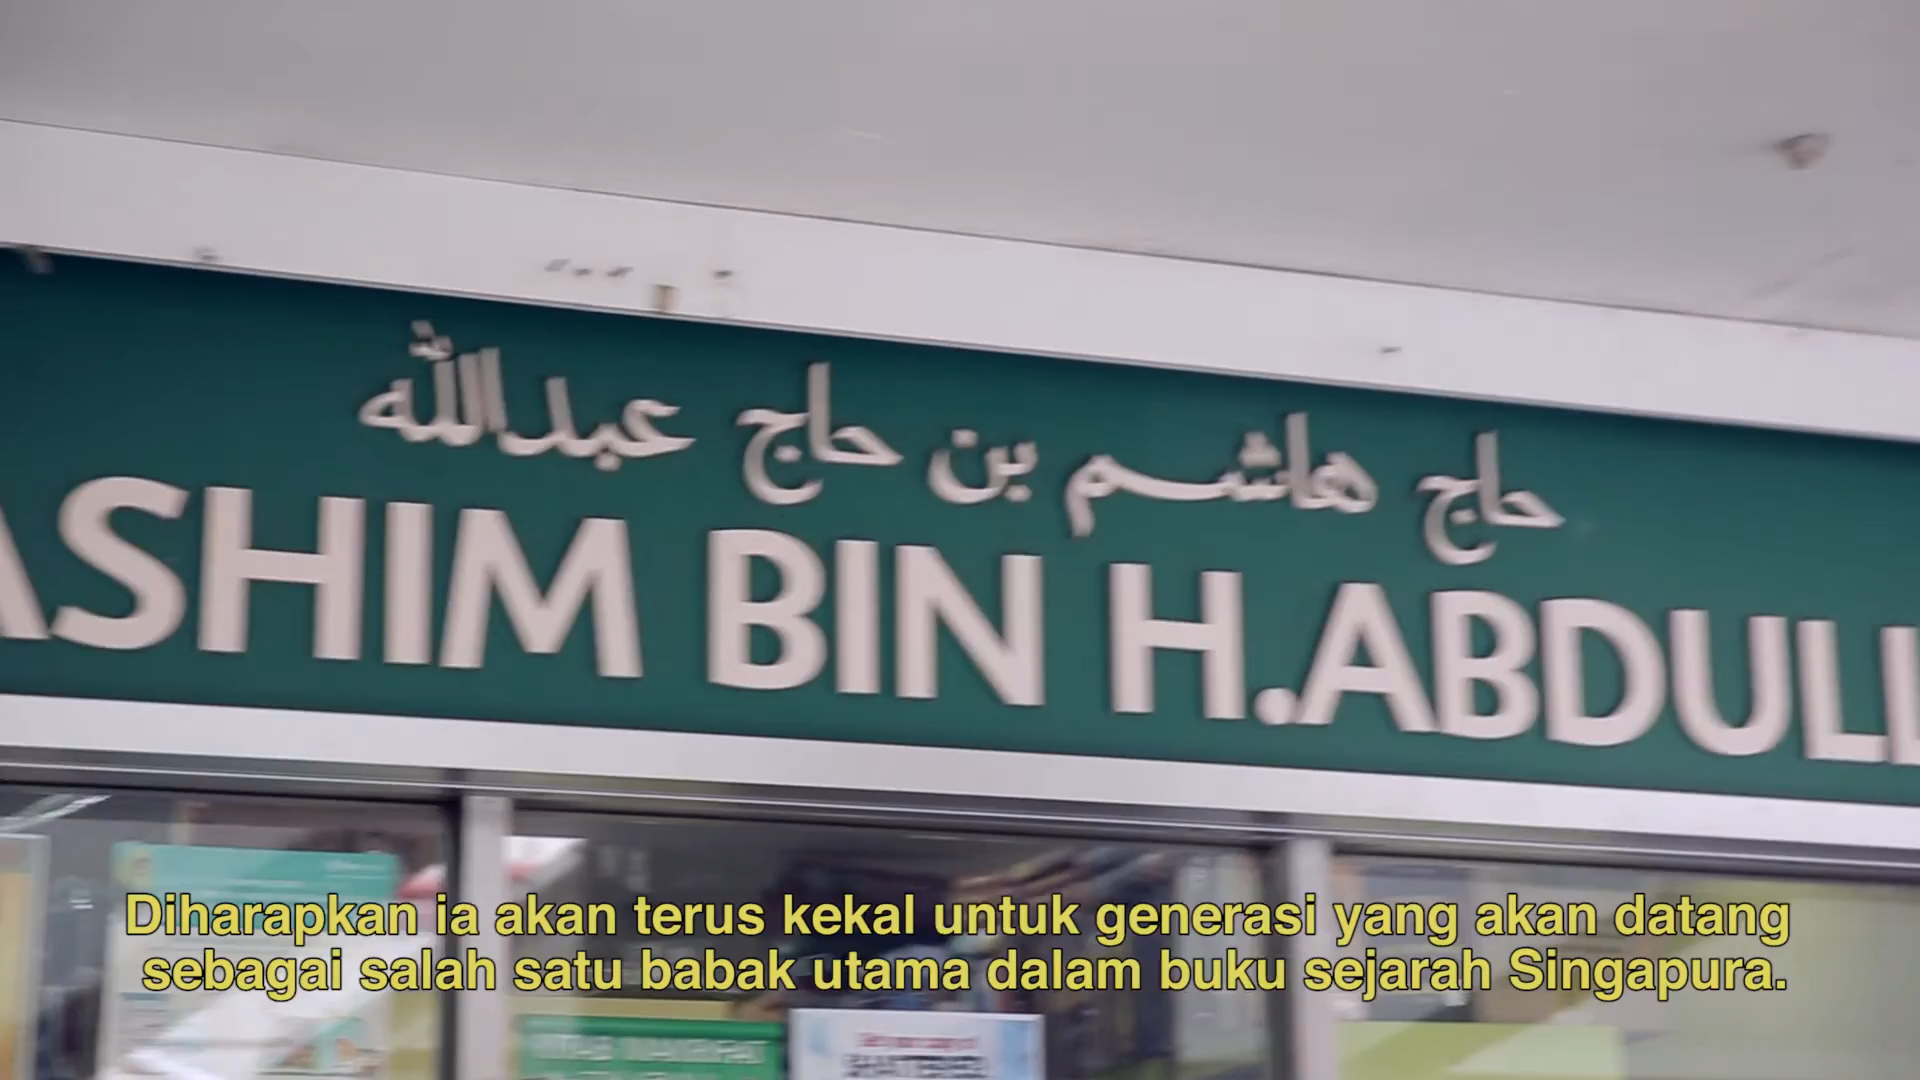 حاج هاشم بن حاج عبدالله
ASHIM BIN H.ABDULL
Diharapkan ia akan terus kekal untuk generasi yang akan datang
sebagai salah satu babak utama dalam buku sejarah Singapura.